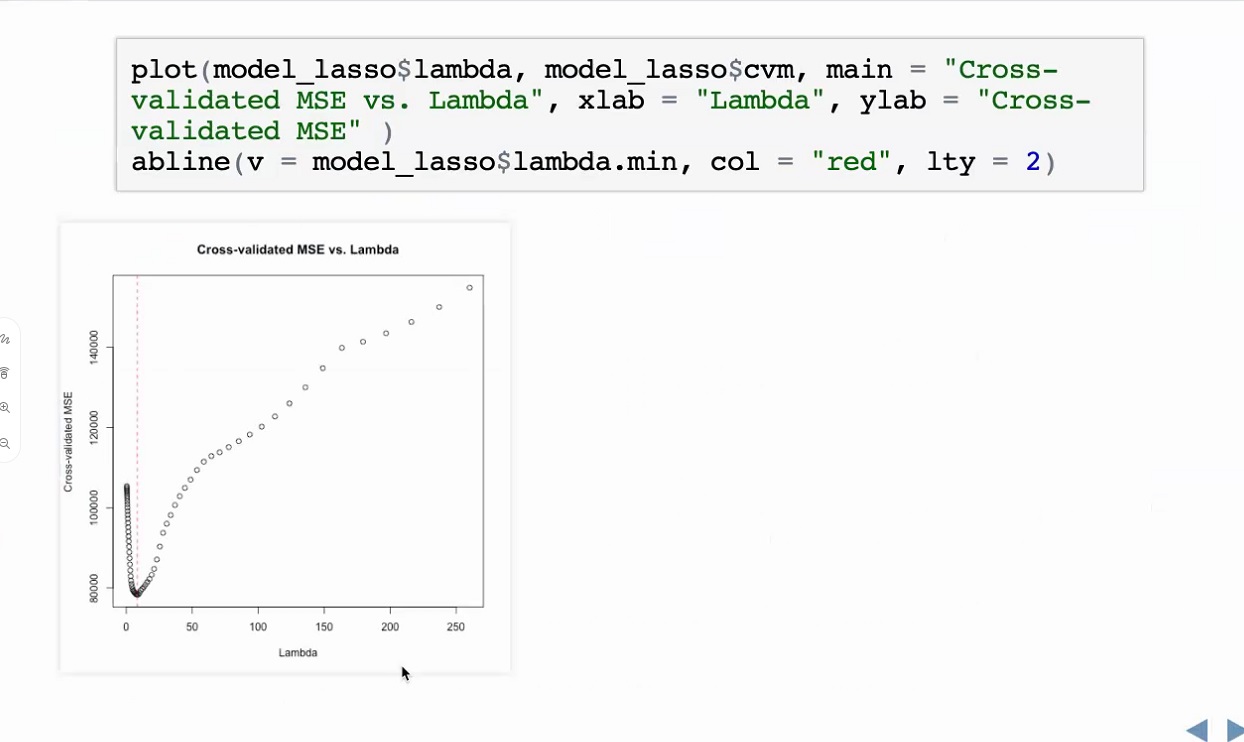 plot(model_lasso$lambda, model_lasso$cvm, main = "Cross-
validated MSE vs. Lambda", xlab = "Lambda", ylab = "Cross-
validated MSE" )
abline(v = model_lasso$lambda.min, col = "red", lty = 2)
Cross-validated MSE vs. Lambda
Cross-validated MSE
140000
120000
100000
80000
0 50 100 150 200 250
Lambda